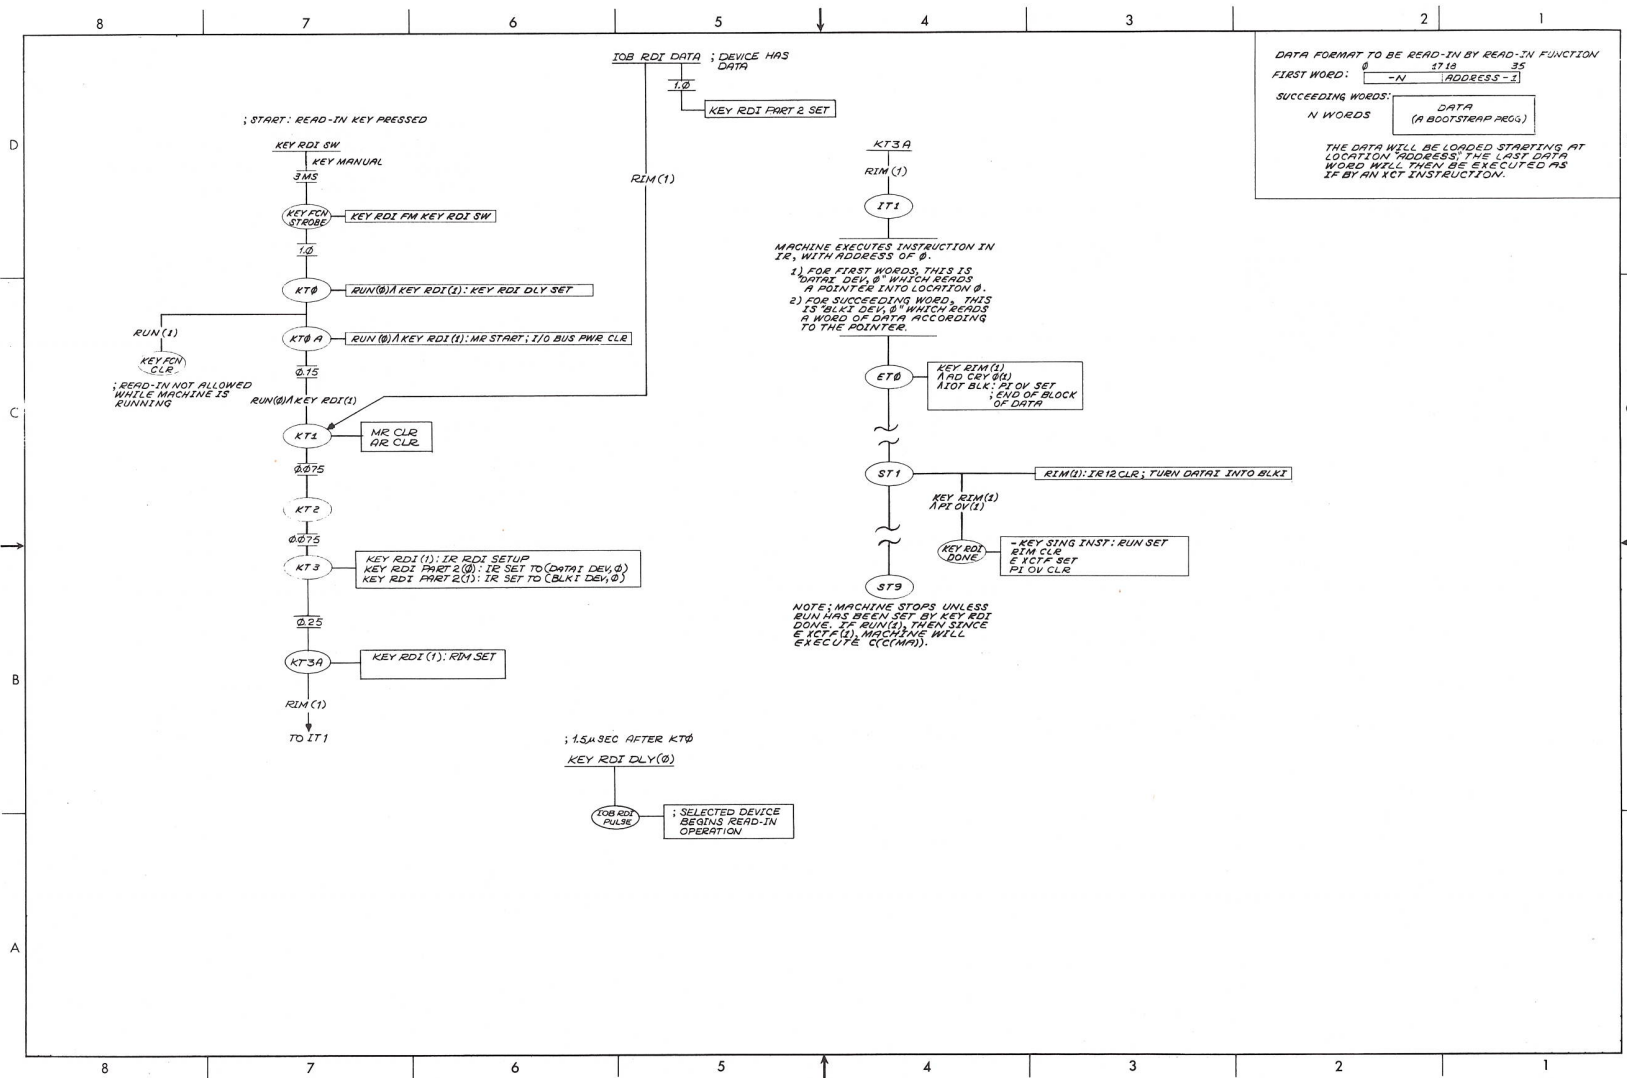 8 7 6 5 4 3 2 1
D
C
B
A
; START: READ-IN KEY PRESSED
KEY RDI SW
KEY MANUAL
3 MS
KEY FCN
STROBE
KEY RDI FM KEY RDI SW
1.Ø
KTØ
RUN(Ø)Λ KEY RDI(1): KEY RDI DLY SET
RUN(1)
KEY FCN
CLR
; READ-IN NOT ALLOWED
WHILE MACHINE IS
RUNNING
KTØ A
RUN (Ø)Λ KEY RDI(1): MR START; I/O BUS PWR CLR
Ø.15
RUN(Ø)Λ KEY RDI(1)
KT1
MR CLR
AR CLR
Ø.Ø75
KT2
Ø.Ø75
KT3
KEY RDI(1): IR RDI SETUP
KEY RDI PART 2(Ø): IR SET TO (DATAI DEV,Ø)
KEY RDI PART2(1): IR SET TO (BLKI DEV,Ø)
Ø.25
KT3A
KEY RDI (1): RIM SET
RIM (1)
TO IT1
IOB RDI DATA ; DEVICE HAS
DATA
1.Ø
KEY RDI PART 2 SET
RIM(1)
; 1.5μSEC AFTER KTØ
KEY RDI DLY(Ø)
IOB RDI
PULSE
; SELECTED DEVICE
BEGINS READ-IN
OPERATION
KT3A
RIM (1)
IT1
MACHINE EXECUTES INSTRUCTION IN
IR, WITH ADDRESS OF Ø.
1) FOR FIRST WORDS, THIS IS
"DATAI DEV, Ø" WHICH READS
A POINTER INTO LOCATION Ø.
2) FOR SUCCEEDING WORD, THIS
IS "BLKI DEV, Ø" WHICH READS
A WORD OF DATA ACCORDING
TO THE POINTER.
ETØ
KEY RIM(1)
Λ AD CRY Ø(1)
ΛIOT BLK: PI OV SET
; END OF BLOCK
OF DATA
ST1
RIM(1): IR12 CLR; TURN DATAI INTO BLKI
KEY RIM(1)
Λ PI OV(1)
KEY RDI
DONE
-KEY SING INST: RUN SET
RIM CLR
E XCTF SET
PI OV CLR
ST9
NOTE; MACHINE STOPS UNLESS
RUN HAS BEEN SET BY KEY RDI
DONE. IF RUN(1), THEN SINCE
E XCTF(1), MACHINE WILL
EXECUTE C(C(MA)).
DATA FORMAT TO BE READ-IN BY READ-IN FUNCTION
Ø 17 18 35
FIRST WORD: -N ADDRESS - 1
SUCCEEDING WORDS:
N WORDS
DATA
(A BOOTSTRAP PROG)
THE DATA WILL BE LOADED STARTING AT
LOCATION "ADDRESS," THE LAST DATA
WORD WILL THEN BE EXECUTED AS
IF BY AN XCT INSTRUCTION.
8 7 6 5 4 3 2 1